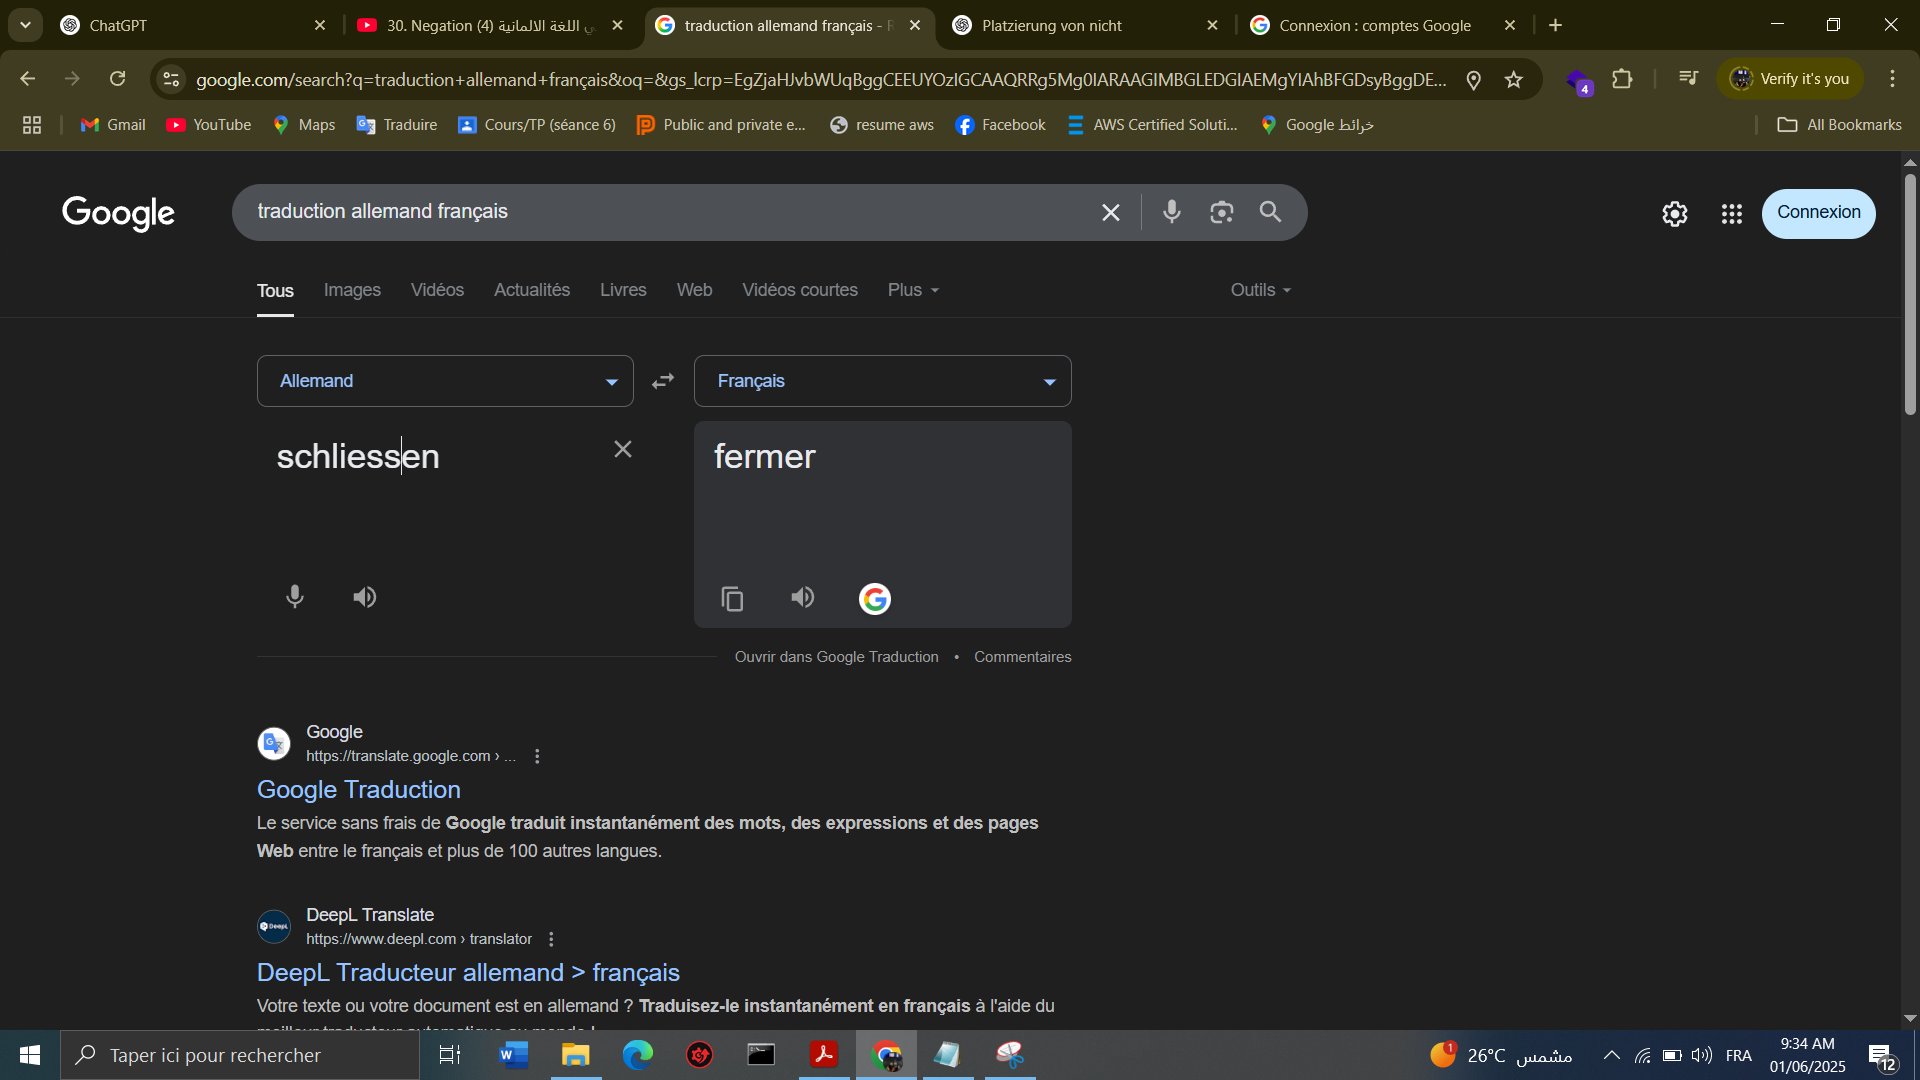 ChatGPT
30. Negation (4) في اللغة الالمانية
traduction allemand français - R
Platzierung von nicht
Connexion : comptes Google
google.com/search?q=traduction+allemand+français&oq=&gs_lcrp=EgZjaHJvbWUqBggCEEUYOzIGCAAQRRg5Mg0IARAAGIMBGLEDGIAEMgYIAhBFGDsyBggDE...
4
Verify it's you
Gmail
YouTube
Maps
Traduire
Cours/TP (séance 6)
Public and private e...
resume aws
Facebook
AWS Certified Soluti...
خرائط Google
All Bookmarks
Google
traduction allemand français
Connexion
Tous
Images
Vidéos
Actualités
Livres
Web
Vidéos courtes
Plus
Outils
Allemand
Français
schliessen
fermer
Ouvrir dans Google Traduction • Commentaires
Google
https://translate.google.com › ...
Google Traduction
Le service sans frais de Google traduit instantanément des mots, des expressions et des pages
Web entre le français et plus de 100 autres langues.
DeepL
DeepL Translate
https://www.deepl.com › translator
DeepL Traducteur allemand > français
Votre texte ou votre document est en allemand ? Traduisez-le instantanément en français à l'aide du
Taper ici pour rechercher
1
26°C مشمس
FRA
9:34 AM
01/06/2025
12